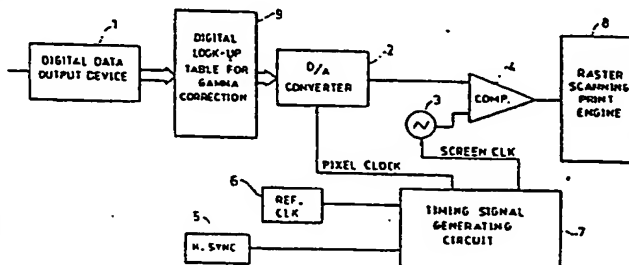 1
DIGITAL DATA
OUTPUT DEVICE
9
DIGITAL
LOOK-UP
TABLE FOR
GAMMA
CORRECTION
2
D/A
CONVERTER
3
4
COMP.
8
RASTER
SCANNING
PRINT
ENGINE
PIXEL CLOCK
SCREEN CLK
6
REF.
CLK
5
H. SYNC
TIMING SIGNAL
GENERATING
CIRCUIT
7